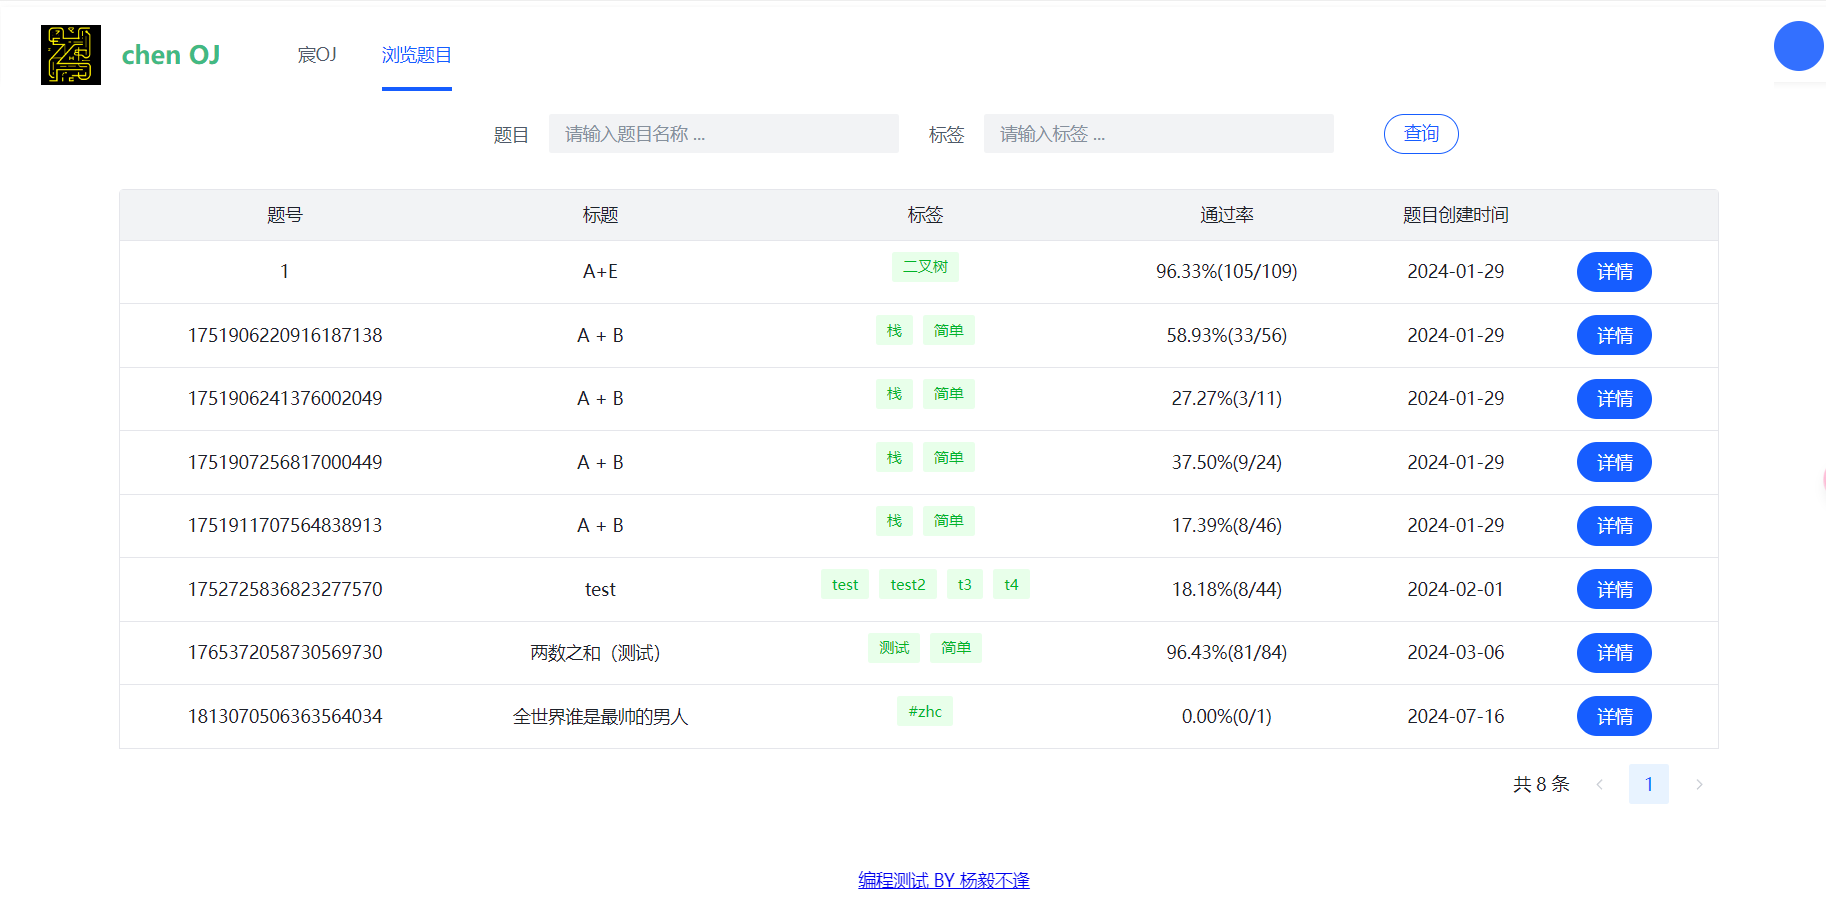 chen OJ 宸OJ 浏览题目
题目 请输入题目名称 ... 标签 请输入标签 ... 查询
题号 标题 标签 通过率 题目创建时间
1 A+E 二叉树 96.33%(105/109) 2024-01-29 详情
1751906220916187138 A + B 栈 简单 58.93%(33/56) 2024-01-29 详情
1751906241376002049 A + B 栈 简单 27.27%(3/11) 2024-01-29 详情
1751907256817000449 A + B 栈 简单 37.50%(9/24) 2024-01-29 详情
1751911707564838913 A + B 栈 简单 17.39%(8/46) 2024-01-29 详情
1752725836823277570 test test test2 t3 t4 18.18%(8/44) 2024-02-01 详情
1765372058730569730 两数之和（测试） 测试 简单 96.43%(81/84) 2024-03-06 详情
1813070506363564034 全世界谁是最帅的男人 #zhc 0.00%(0/1) 2024-07-16 详情
共 8 条 1
编程测试 BY 杨毅不逢